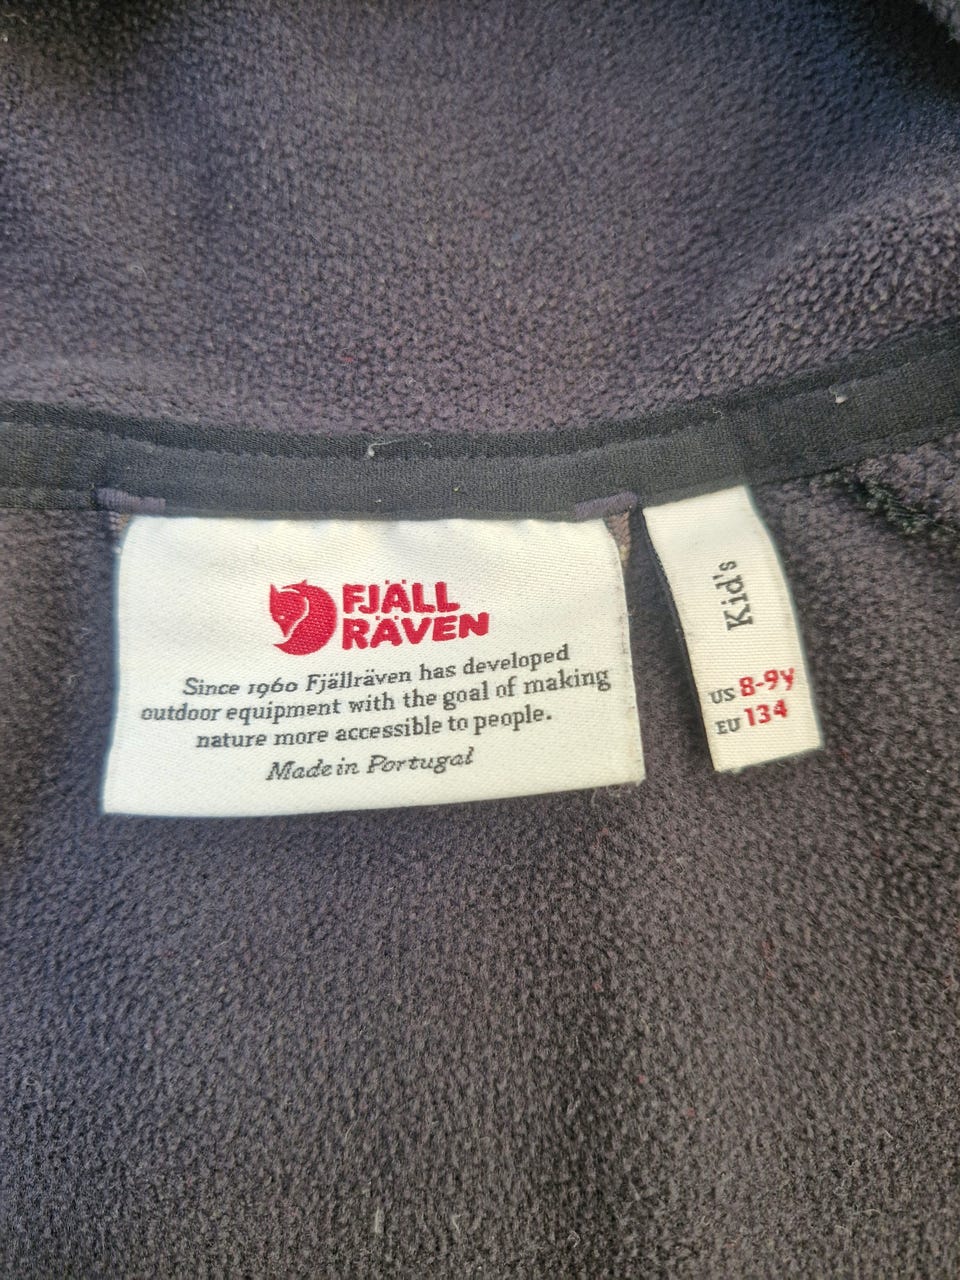 FJÄLL
RÄVEN
Since 1960 Fjällräven has developed
outdoor equipment with the goal of making
nature more accessible to people.
Made in Portugal
Kid's
US 8-9y
EU 134